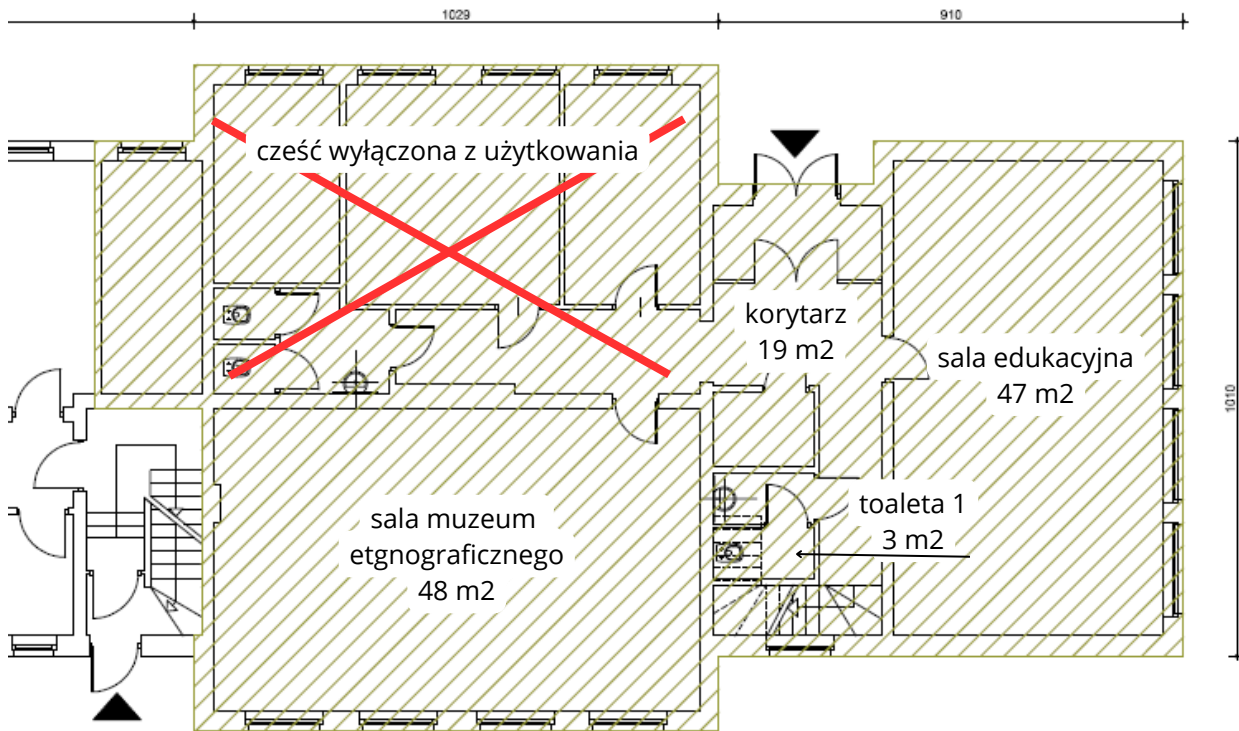 1029
910
cześć wyłączona z użytkowania
korytarz
19 m2
sala edukacyjna
47 m2
1010
toaleta 1
3 m2
sala muzeum
etgnograficznego
48 m2